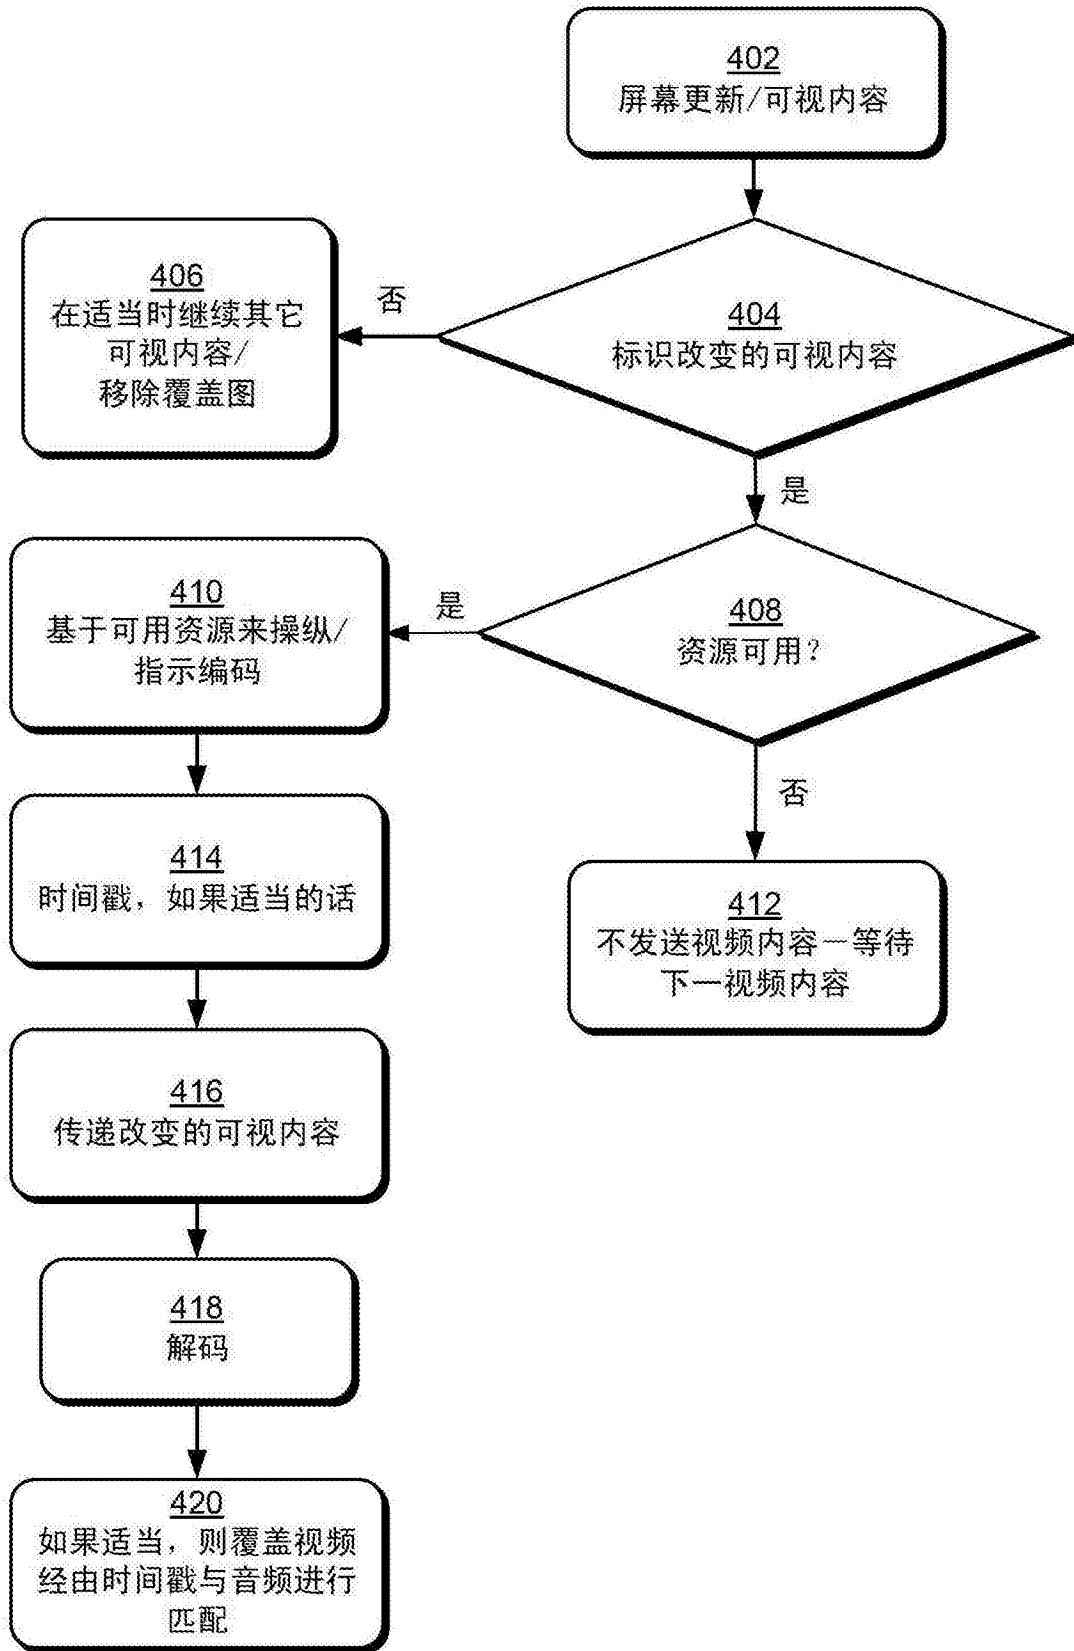 402
屏幕更新/可视内容
404
标识改变的可视内容
否
406
在适当时继续其它
可视内容/
移除覆盖图
是
408
资源可用？
是
410
基于可用资源来操纵/
指示编码
否
412
不发送视频内容－等待
下一视频内容
414
时间戳，如果适当的话
416
传递改变的可视内容
418
解码
420
如果适当，则覆盖视频
经由时间戳与音频进行
匹配